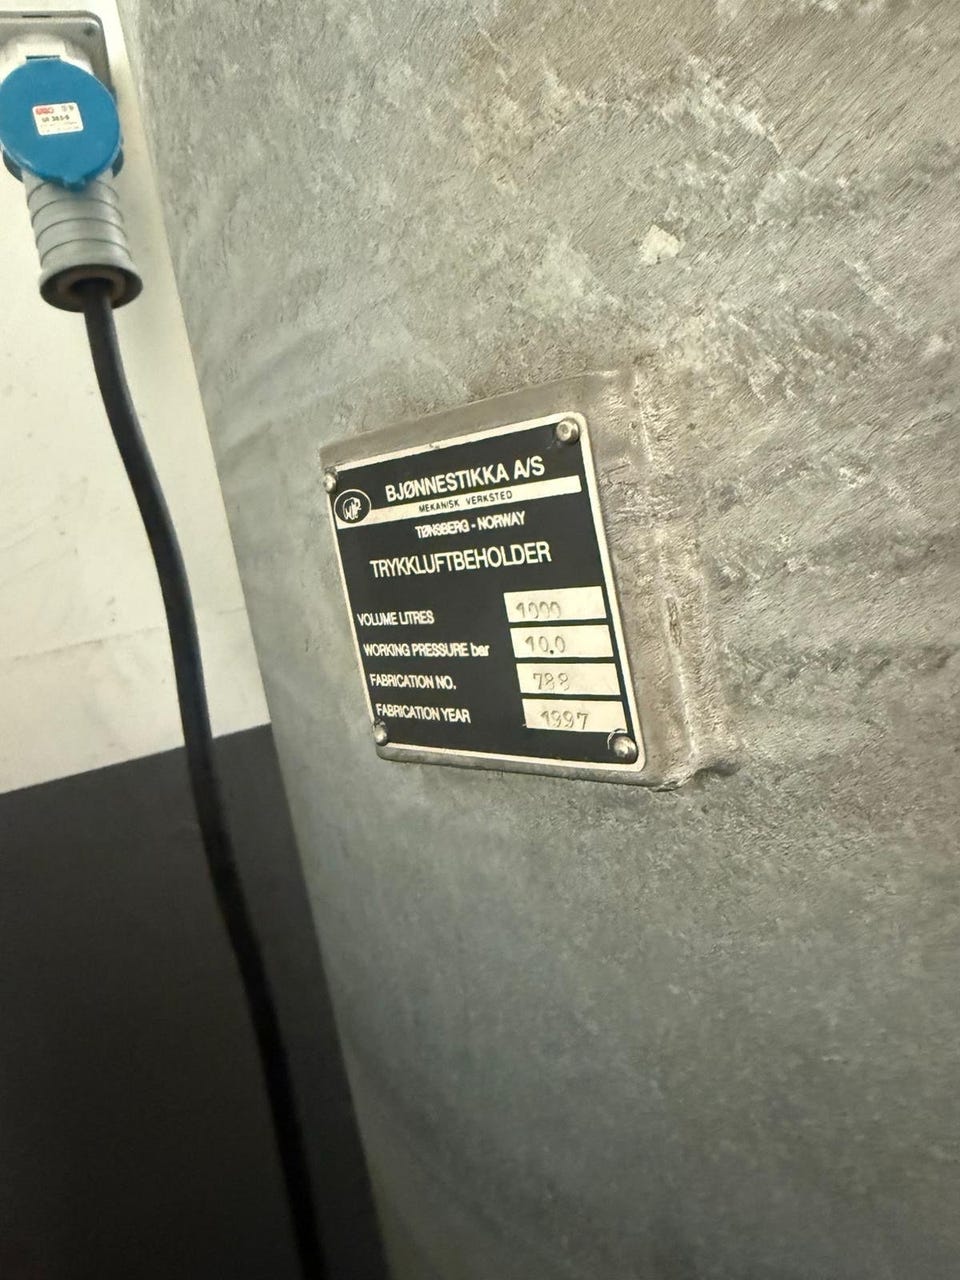 BJØNNESTIKKA A/S
MEKANISK VERKSTED
TØNSBERG - NORWAY
TRYKKLUFTBEHOLDER
VOLUME LITRES 1000
WORKING PRESSURE bar 10.0
FABRICATION NO. 788
FABRICATION YEAR 1997